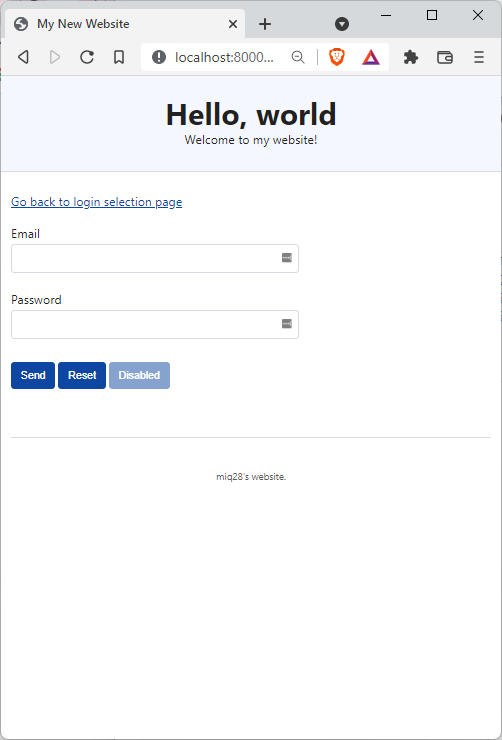 My New Website
localhost:8000...
Hello, world
Welcome to my website!
Go back to login selection page
Email
Password
Send Reset Disabled
miq28's website.